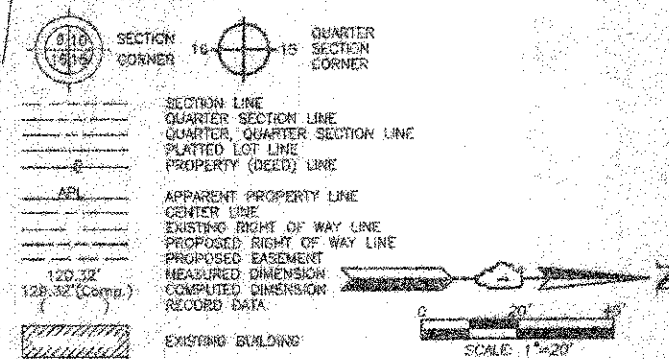 SECTION
CORNER
16 15
QUARTER
SECTION
CORNER
SECTION LINE
QUARTER SECTION LINE
QUARTER, QUARTER SECTION LINE
PLATTED LOT LINE
PROPERTY (DEED) LINE
APL APPARENT PROPERTY LINE
CENTER LINE
EXISTING RIGHT OF WAY LINE
PROPOSED RIGHT OF WAY LINE
PROPOSED EASEMENT
120.32' MEASURED DIMENSION
(Comp.) COMPUTED DIMENSION
( ) RECORD DATA
EXISTING BUILDING
0 20' 40'
SCALE: 1"=20'